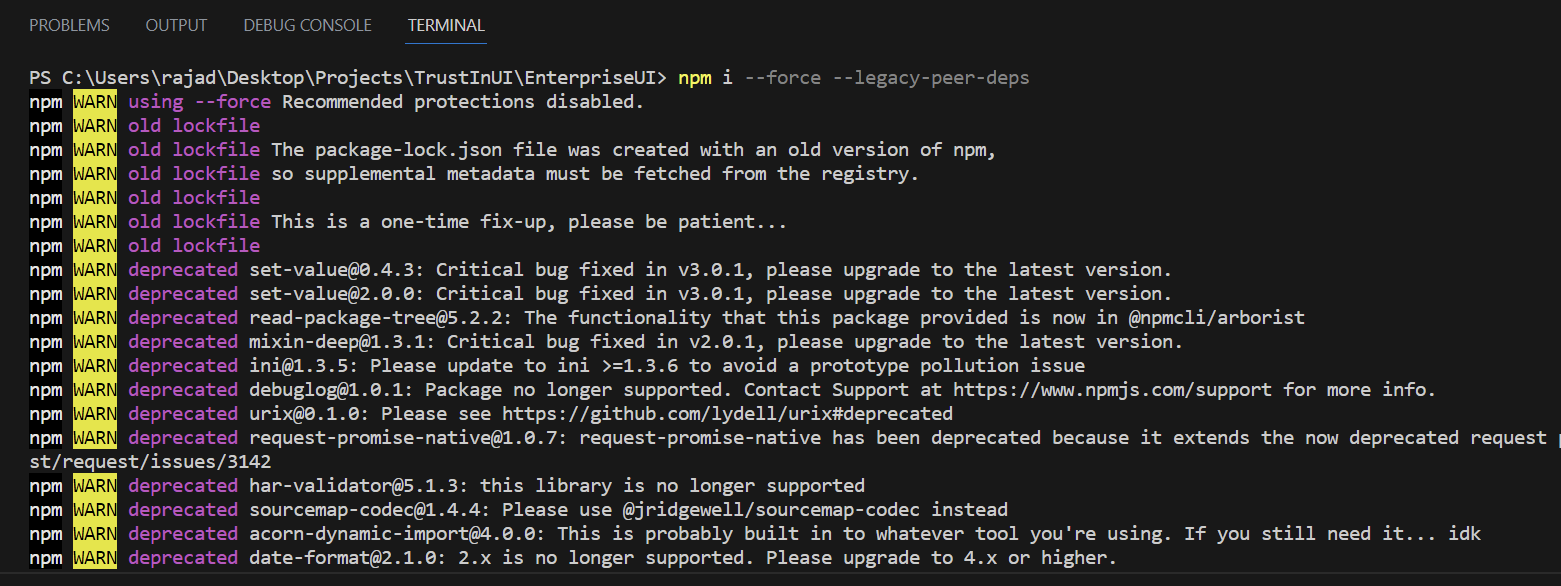 PROBLEMS OUTPUT DEBUG CONSOLE TERMINAL
PS C:\Users\rajad\Desktop\Projects\TrustInUI\EnterpriseUI> npm i --force --legacy-peer-deps
npm WARN using --force Recommended protections disabled.
npm WARN old lockfile
npm WARN old lockfile The package-lock.json file was created with an old version of npm,
npm WARN old lockfile so supplemental metadata must be fetched from the registry.
npm WARN old lockfile
npm WARN old lockfile This is a one-time fix-up, please be patient...
npm WARN old lockfile
npm WARN deprecated set-value@0.4.3: Critical bug fixed in v3.0.1, please upgrade to the latest version.
npm WARN deprecated set-value@2.0.0: Critical bug fixed in v3.0.1, please upgrade to the latest version.
npm WARN deprecated read-package-tree@5.2.2: The functionality that this package provided is now in @npmcli/arborist
npm WARN deprecated mixin-deep@1.3.1: Critical bug fixed in v2.0.1, please upgrade to the latest version.
npm WARN deprecated ini@1.3.5: Please update to ini >=1.3.6 to avoid a prototype pollution issue
npm WARN deprecated debuglog@1.0.1: Package no longer supported. Contact Support at https://www.npmjs.com/support for more info.
npm WARN deprecated urix@0.1.0: Please see https://github.com/lydell/urix#deprecated
npm WARN deprecated request-promise-native@1.0.7: request-promise-native has been deprecated because it extends the now deprecated request
st/request/issues/3142
npm WARN deprecated har-validator@5.1.3: this library is no longer supported
npm WARN deprecated sourcemap-codec@1.4.4: Please use @jridgewell/sourcemap-codec instead
npm WARN deprecated acorn-dynamic-import@4.0.0: This is probably built in to whatever tool you're using. If you still need it... idk
npm WARN deprecated date-format@2.1.0: 2.x is no longer supported. Please upgrade to 4.x or higher.